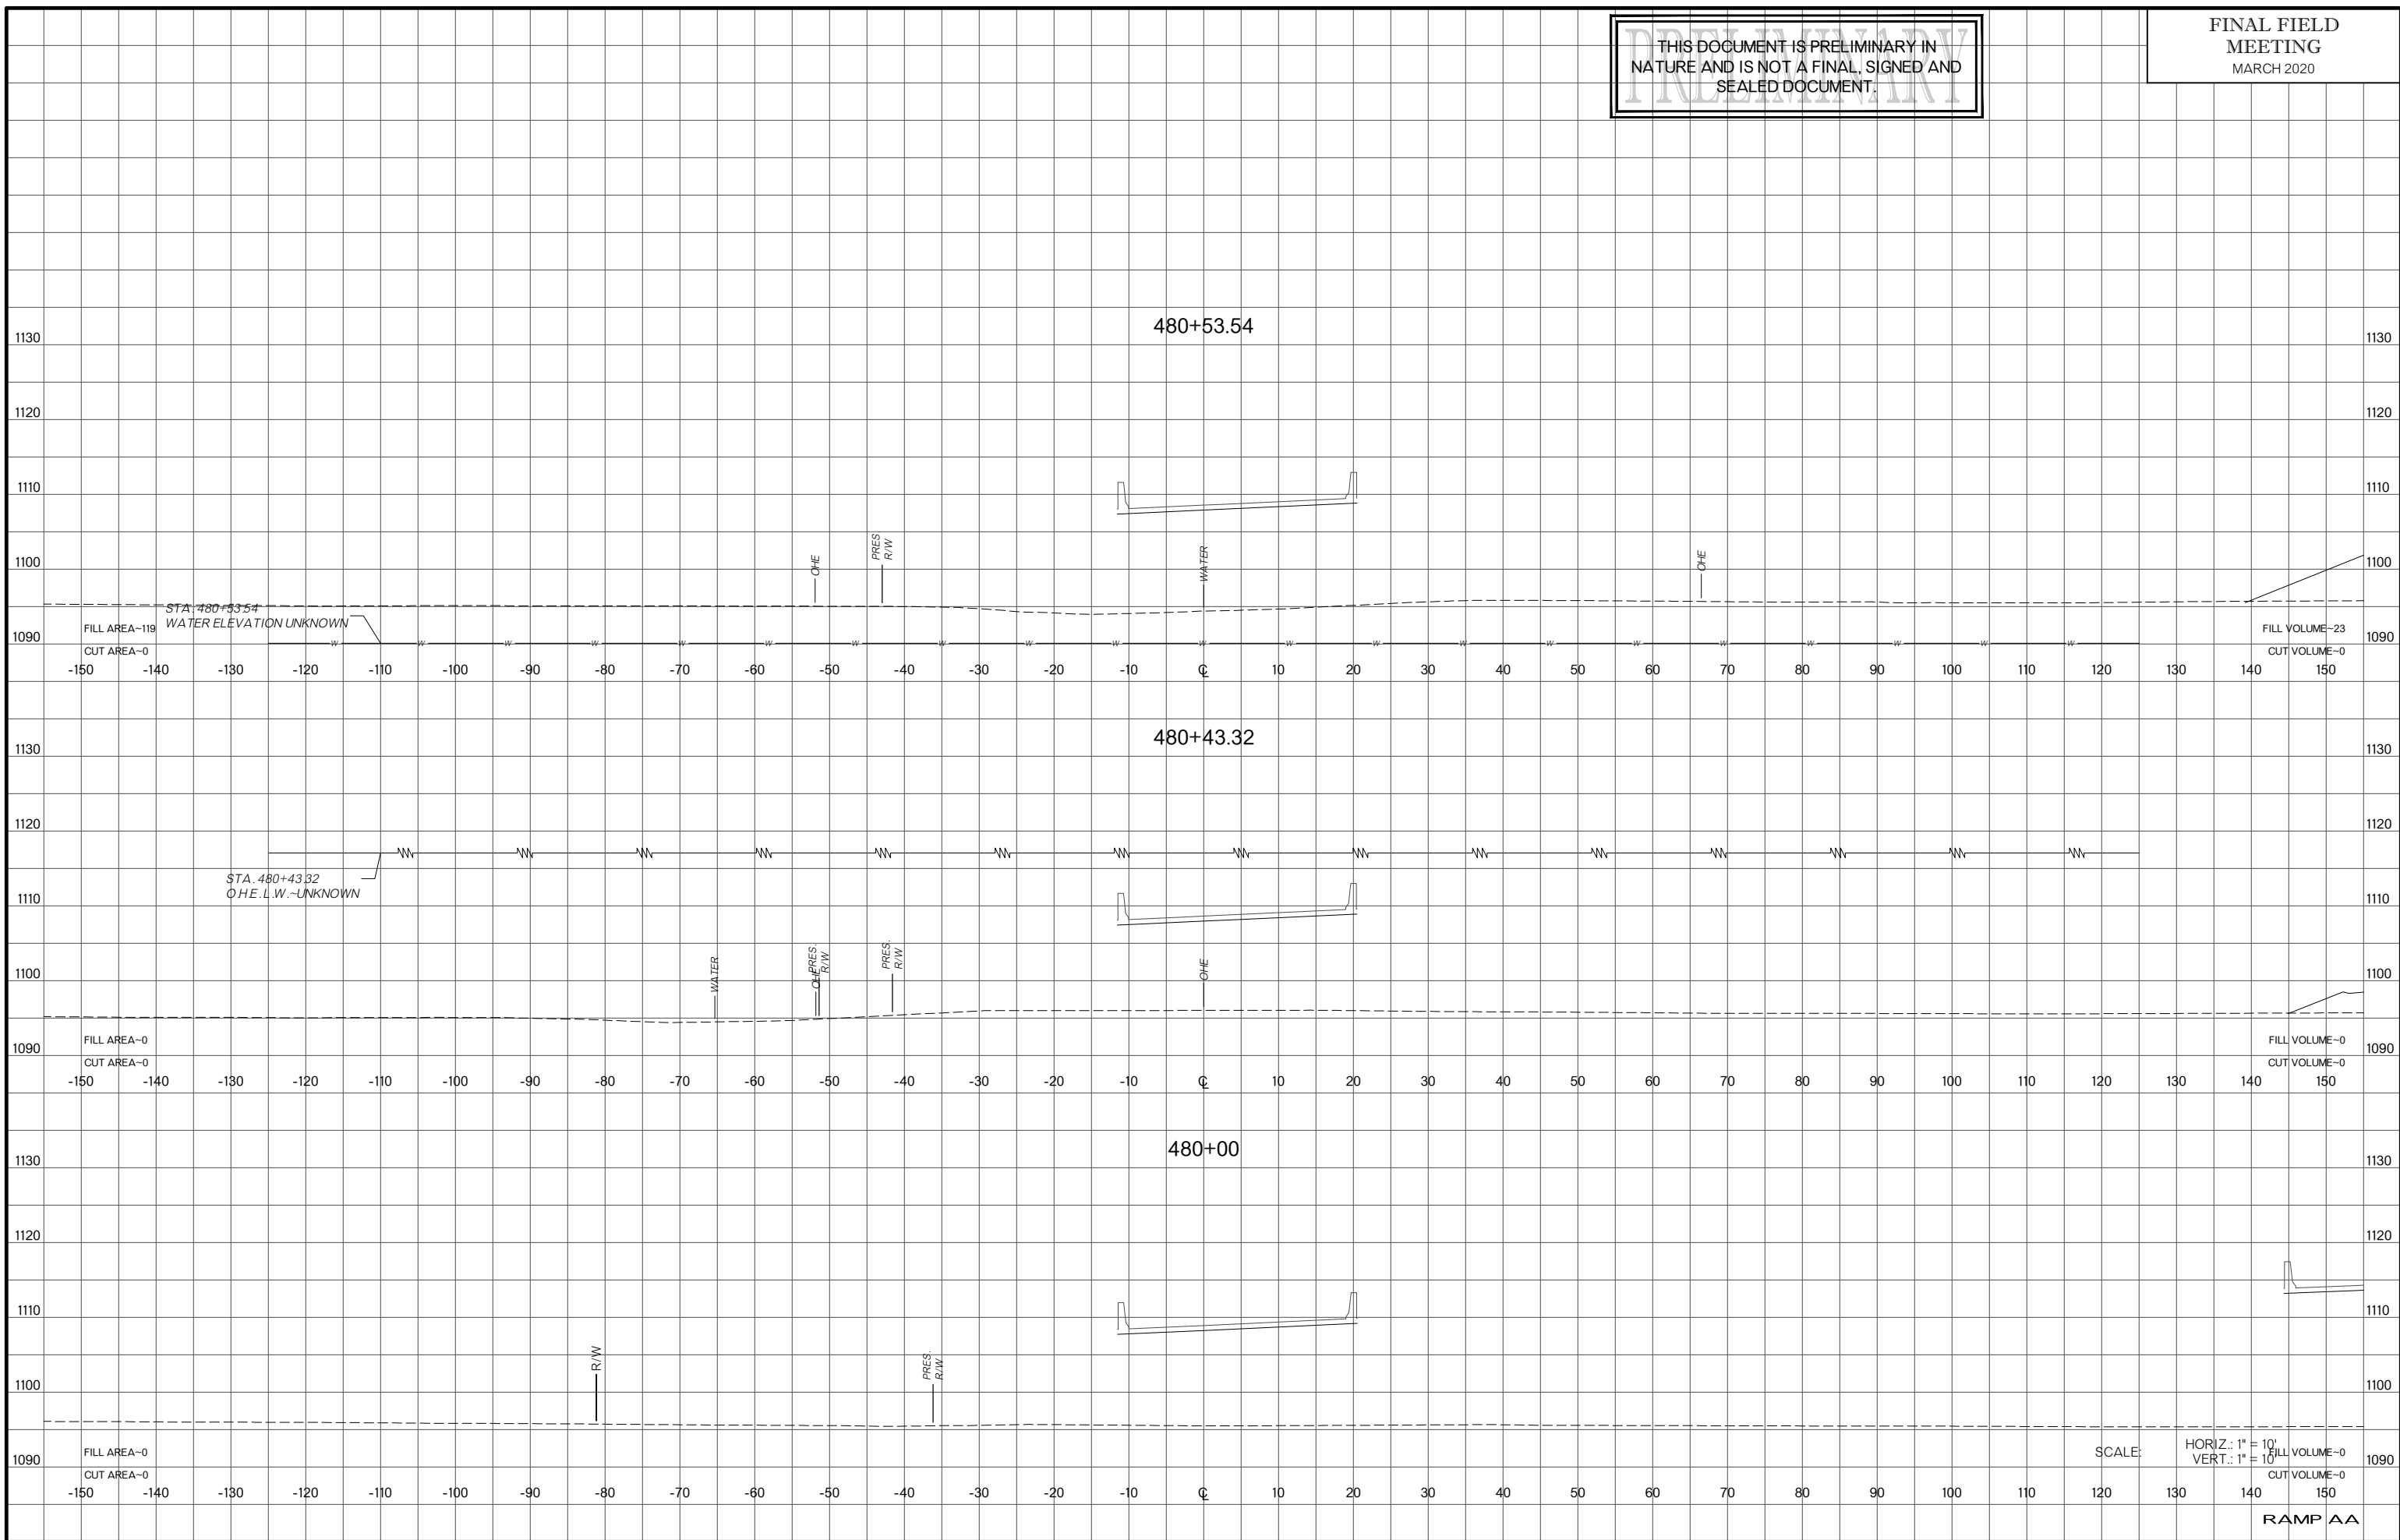 PRELIMINARY
THIS DOCUMENT IS PRELIMINARY IN
NATURE AND IS NOT A FINAL, SIGNED AND
SEALED DOCUMENT.
FINAL FIELD
MEETING
MARCH 2020
480+53.54
1130 1130
1120 1120
1110 1110
1100 1100
OHE
PRES.
R/W
WATER
OHE
STA. 480+53.54
WATER ELEVATION UNKNOWN
FILL AREA~119 FILL VOLUME~23
1090 1090
CUT AREA~0 CUT VOLUME~0
W W W W W W W W W W W W W W W W W W W W W
-150 -140 -130 -120 -110 -100 -90 -80 -70 -60 -50 -40 -30 -20 -10 ℄ 10 20 30 40 50 60 70 80 90 100 110 120 130 140 150
480+43.32
1130 1130
1120 1120
STA. 480+43.32
O.H.E. L.W.~UNKNOWN
1110 1110
1100 1100
WATER
OHE
PRES.
R/W
PRES.
R/W
OHE
FILL AREA~0 FILL VOLUME~0
1090 1090
CUT AREA~0 CUT VOLUME~0
-150 -140 -130 -120 -110 -100 -90 -80 -70 -60 -50 -40 -30 -20 -10 ℄ 10 20 30 40 50 60 70 80 90 100 110 120 130 140 150
480+00
1130 1130
1120 1120
1110 1110
1100 1100
R/W
PRES.
R/W
FILL AREA~0 FILL VOLUME~0
1090 1090
CUT AREA~0 CUT VOLUME~0
SCALE: HORIZ.: 1" = 10'
VERT.: 1" = 10'
-150 -140 -130 -120 -110 -100 -90 -80 -70 -60 -50 -40 -30 -20 -10 ℄ 10 20 30 40 50 60 70 80 90 100 110 120 130 140 150
RAMP AA